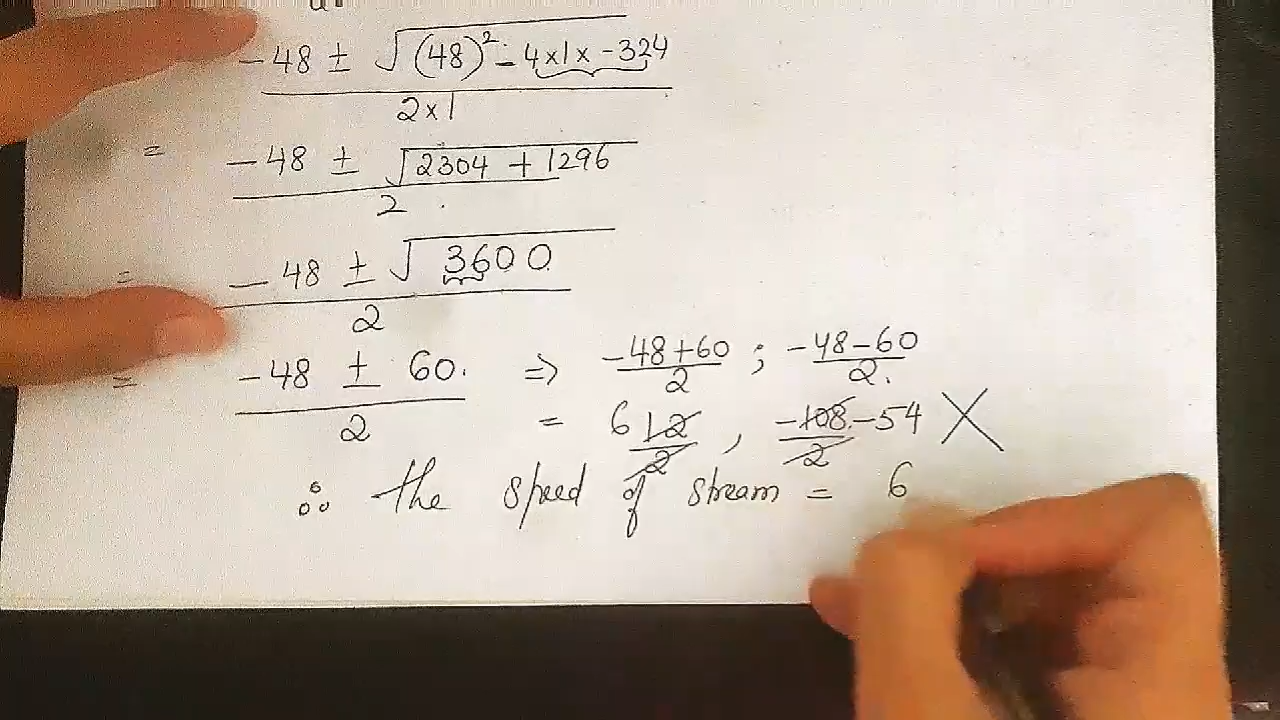 -48 ± √(48)² - 4×1×-324
2×1
= -48 ± √2304 + 1296
2
= -48 ± √3600
2
= -48 ± 60. ⇒ -48+60 ; -48-60
2 2 2.
= 6 12 , -108 -54 X
2 2
∴ the speed of stream = 6